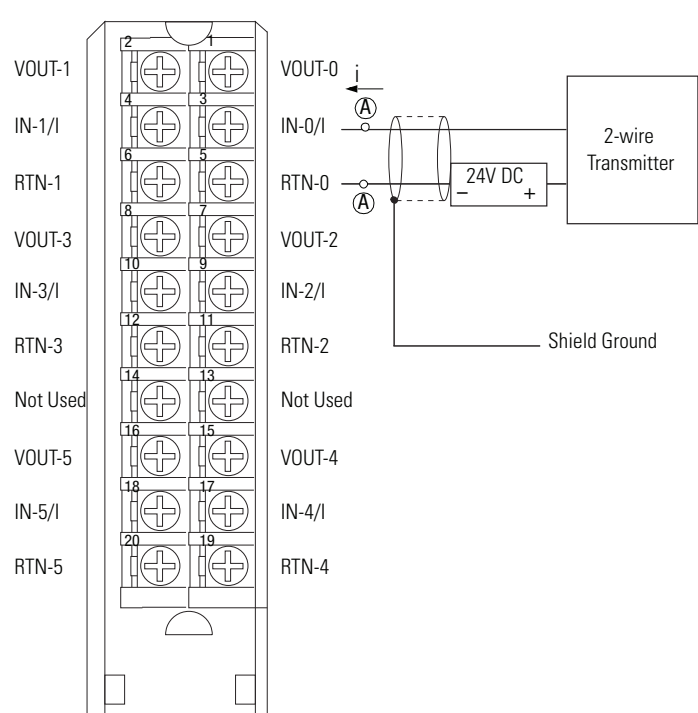 2 1
VOUT-1 VOUT-0 i
4 3 A
IN-1/I IN-0/I 2-wire
Transmitter
6 5
RTN-1 RTN-0 24V DC
− +
A
8 7
VOUT-3 VOUT-2
10 9
IN-3/I IN-2/I
12 11
RTN-3 RTN-2 Shield Ground
14 13
Not Used Not Used
16 15
VOUT-5 VOUT-4
18 17
IN-5/I IN-4/I
20 19
RTN-5 RTN-4